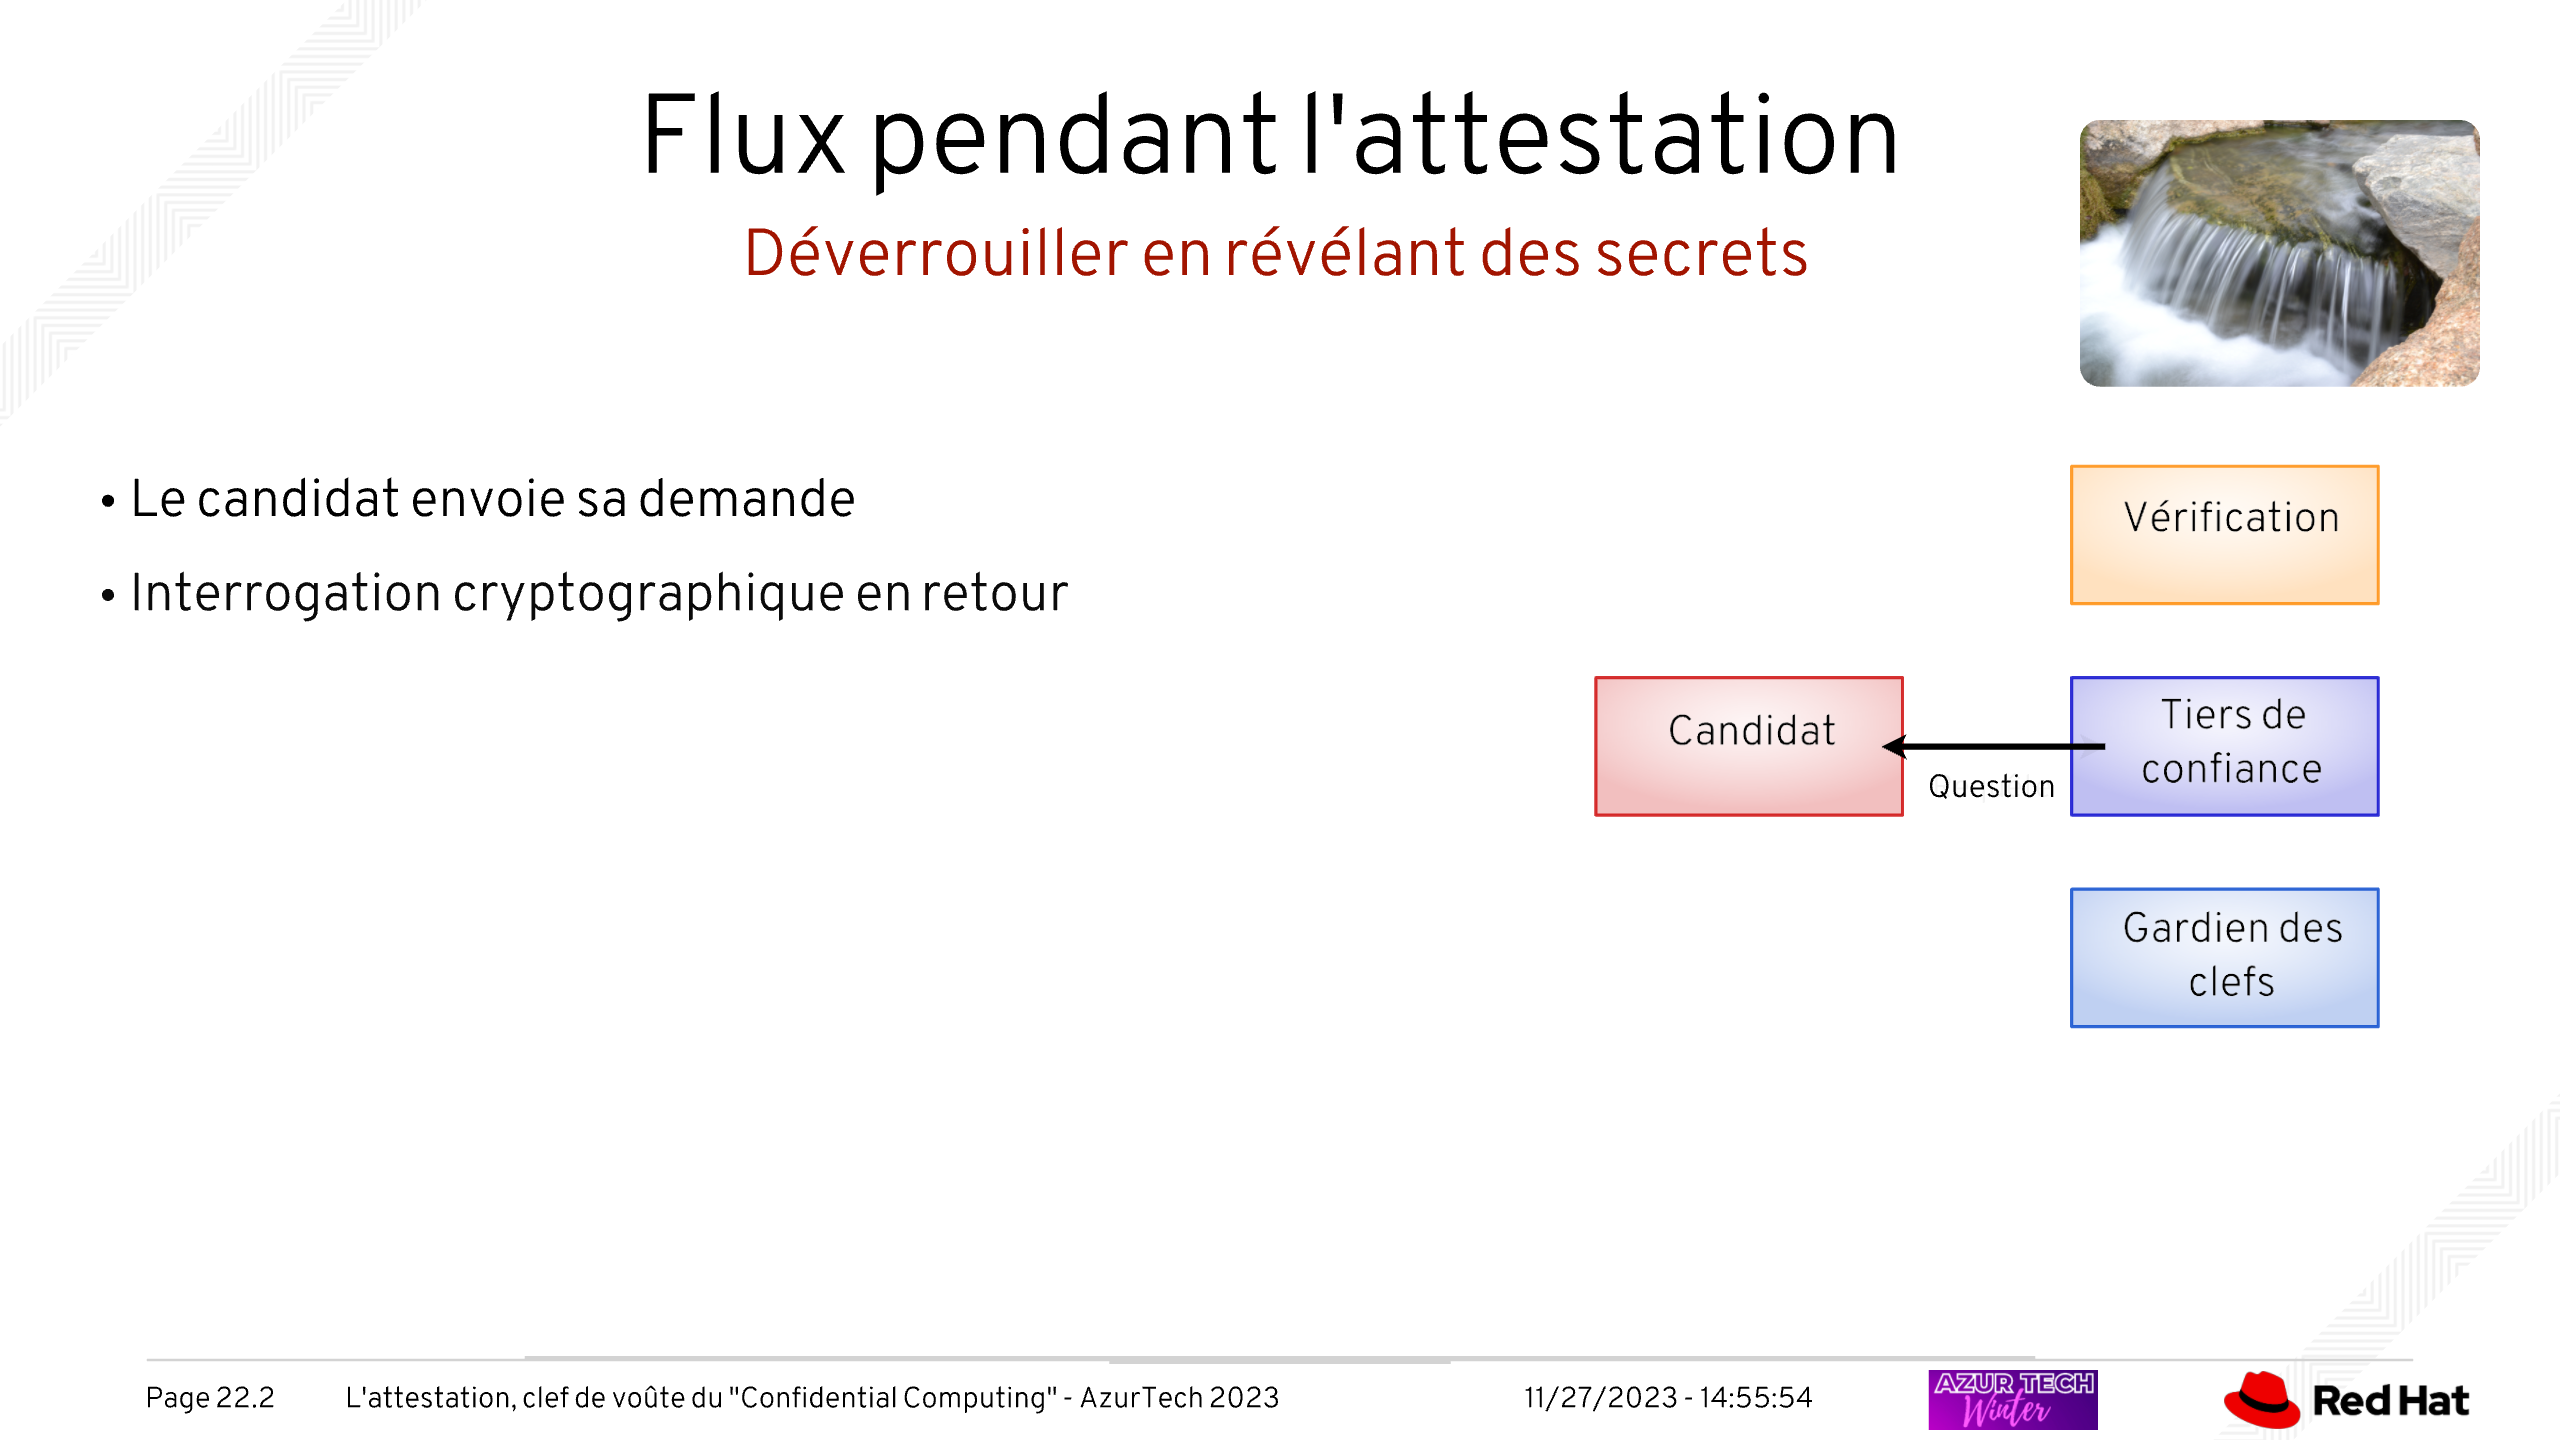 Flux pendant l'attestation
Déverrouiller en révélant des secrets
• Le candidat envoie sa demande
• Interrogation cryptographique en retour
Vérification
Candidat
Question
Tiers de
confiance
Gardien des
clefs
Page 22.2
L'attestation, clef de voûte du "Confidential Computing" - AzurTech 2023
11/27/2023 - 14:55:54
AZUR TECH
Winter
Red Hat